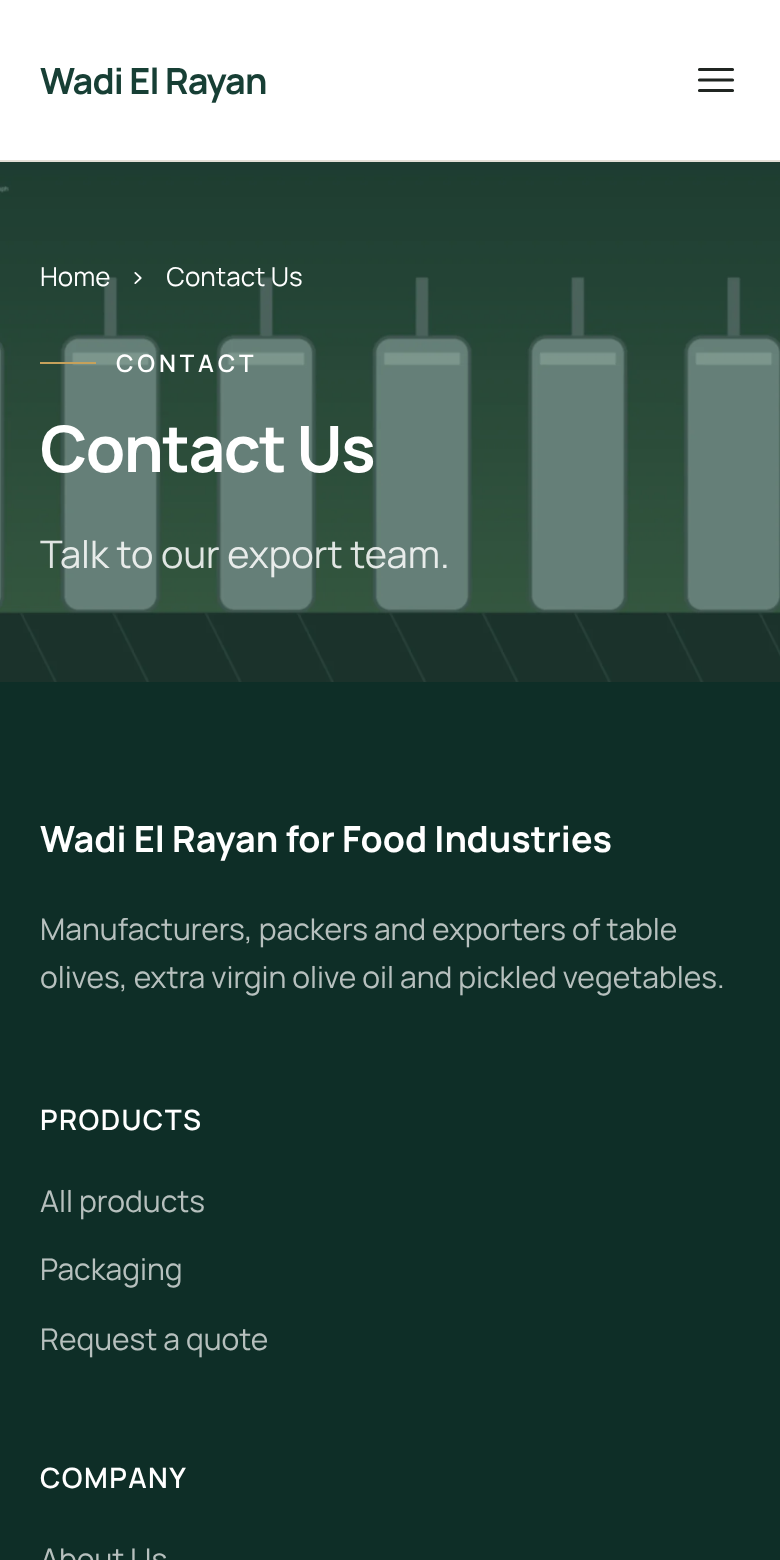 Wadi El Rayan
Home > Contact Us
CONTACT
Contact Us
Talk to our export team.
Wadi El Rayan for Food Industries
Manufacturers, packers and exporters of table
olives, extra virgin olive oil and pickled vegetables.
PRODUCTS
All products
Packaging
Request a quote
COMPANY
About Us